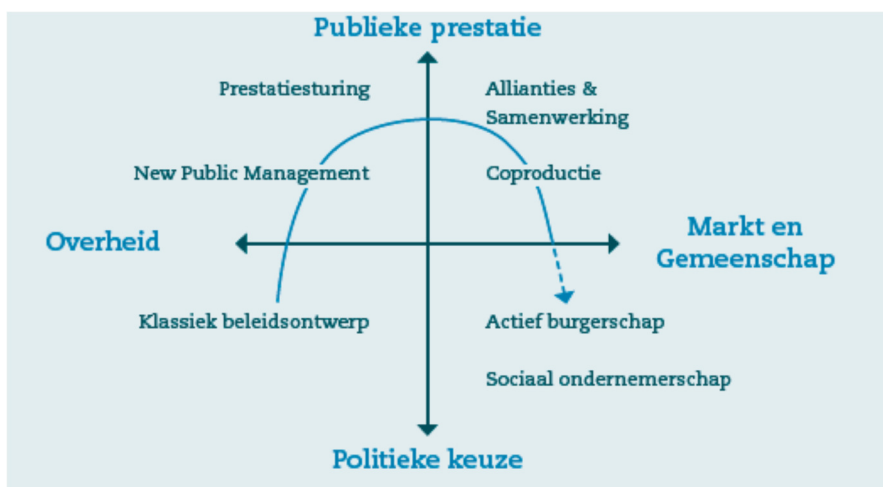 Publieke prestatie
Prestatiesturing
Allianties &
Samenwerking
New Public Management
Coproductie
Overheid
Markt en
Gemeenschap
Klassiek beleidsontwerp
Actief burgerschap
Sociaal ondernemerschap
Politieke keuze